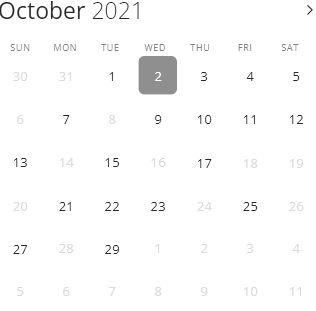 October 2021
SUN MON TUE WED THU FRI SAT
30 31 1 2 3 4 5
6 7 8 9 10 11 12
13 14 15 16 17 18 19
20 21 22 23 24 25 26
27 28 29 1 2 3 4
5 6 7 8 9 10 11